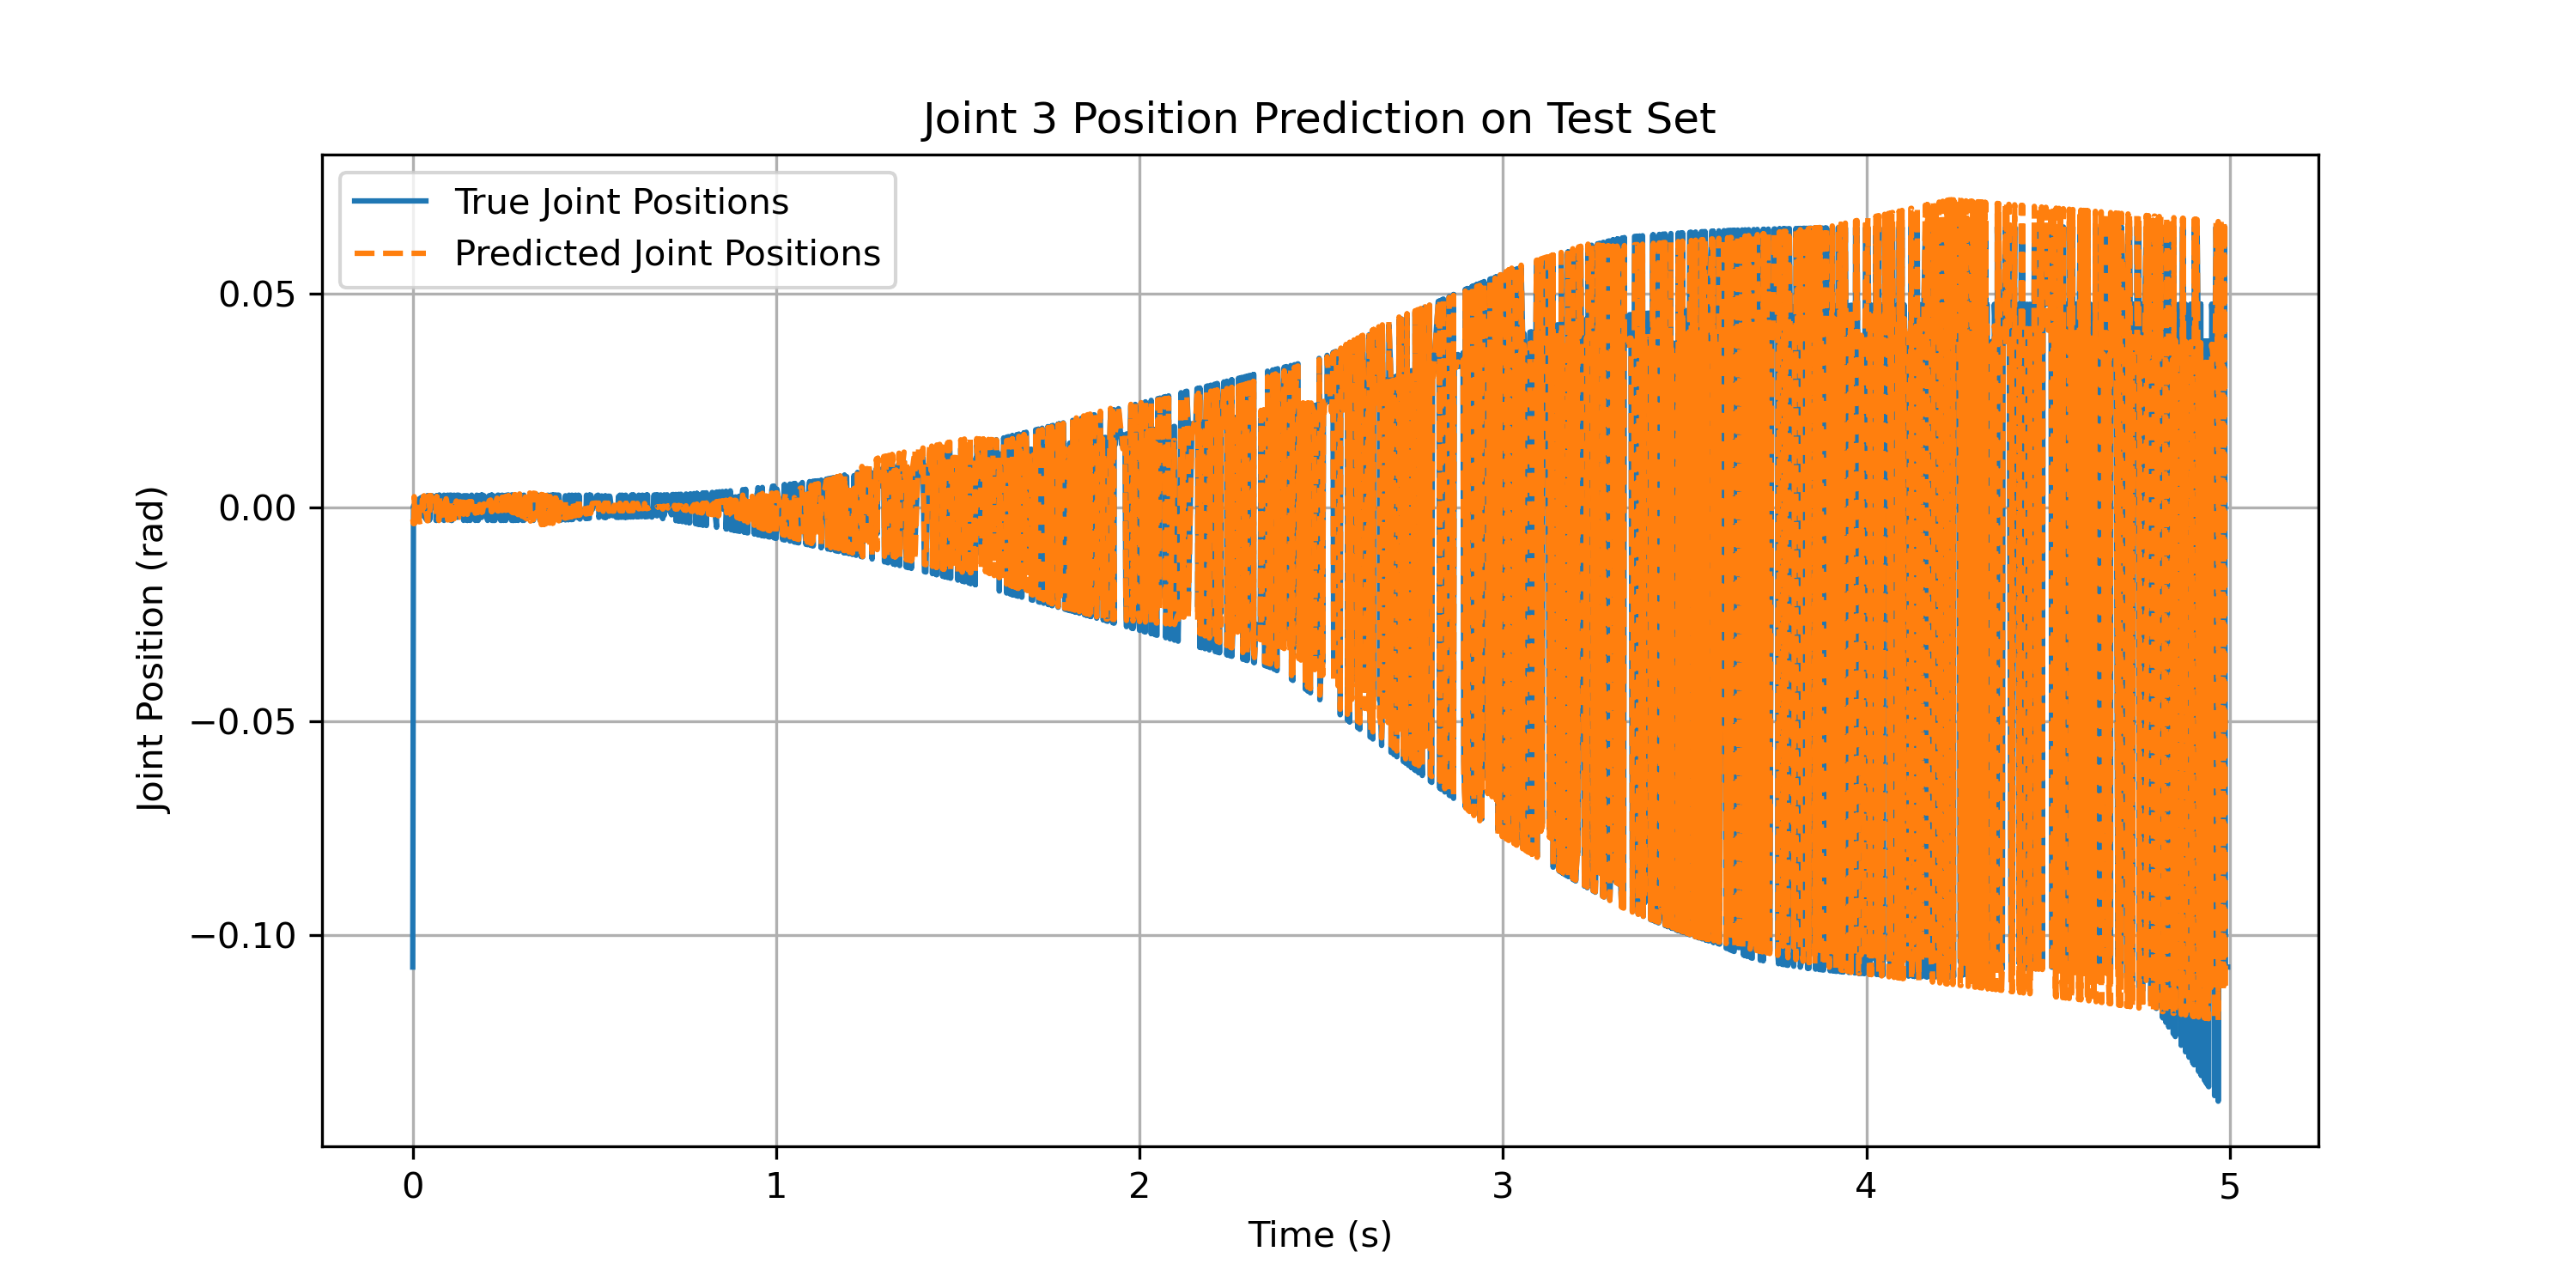 Joint 3 Position Prediction on Test Set
True Joint Positions
Predicted Joint Positions
Joint Position (rad)
0.05
0.00
−0.05
−0.10
0 1 2 3 4 5
Time (s)